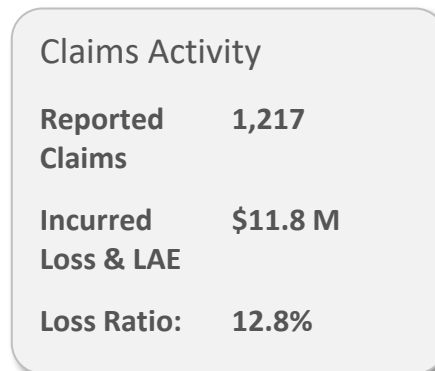 Claims Activity
Reported Claims 1,217
Incurred Loss & LAE $11.8 M
Loss Ratio: 12.8%